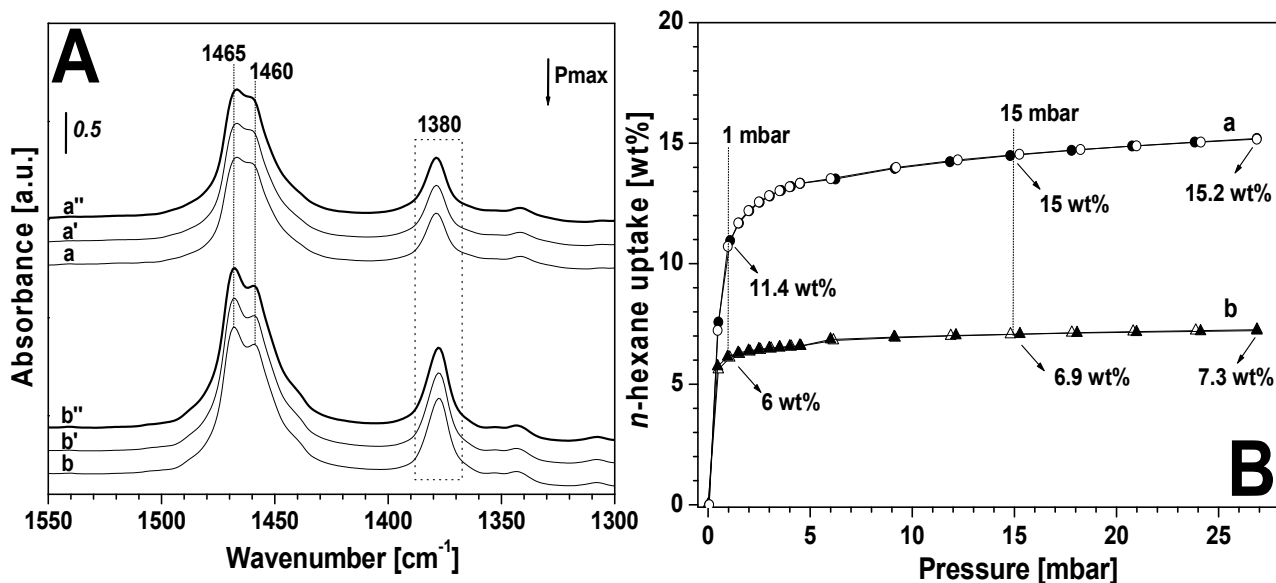 A
1465
1460
Pmax
0.5
1380
a"
a'
a
b"
b'
b
1550
1500
1450
1400
1350
1300
Wavenumber [cm⁻¹]
Absorbance [a.u.]
20
15
10
5
0
n-hexane uptake [wt%]
1 mbar
15 mbar
a
15 wt%
15.2 wt%
11.4 wt%
b
6 wt%
6.9 wt%
7.3 wt%
B
0
5
10
15
20
25
Pressure [mbar]